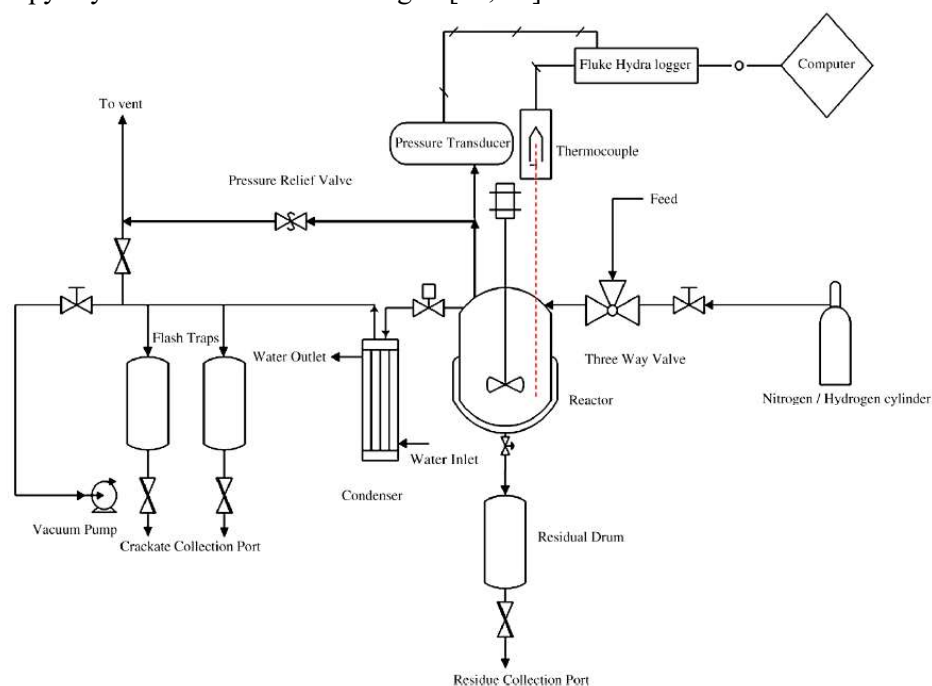 Fluke Hydra logger
Computer
To vent
Pressure Transducer
Thermocouple
Pressure Relief Valve
Feed
Flash Traps
Water Outlet
Three Way Valve
Reactor
Nitrogen / Hydrogen cylinder
Water Inlet
Condenser
Vacuum Pump
Crackate Collection Port
Residual Drum
Residue Collection Port